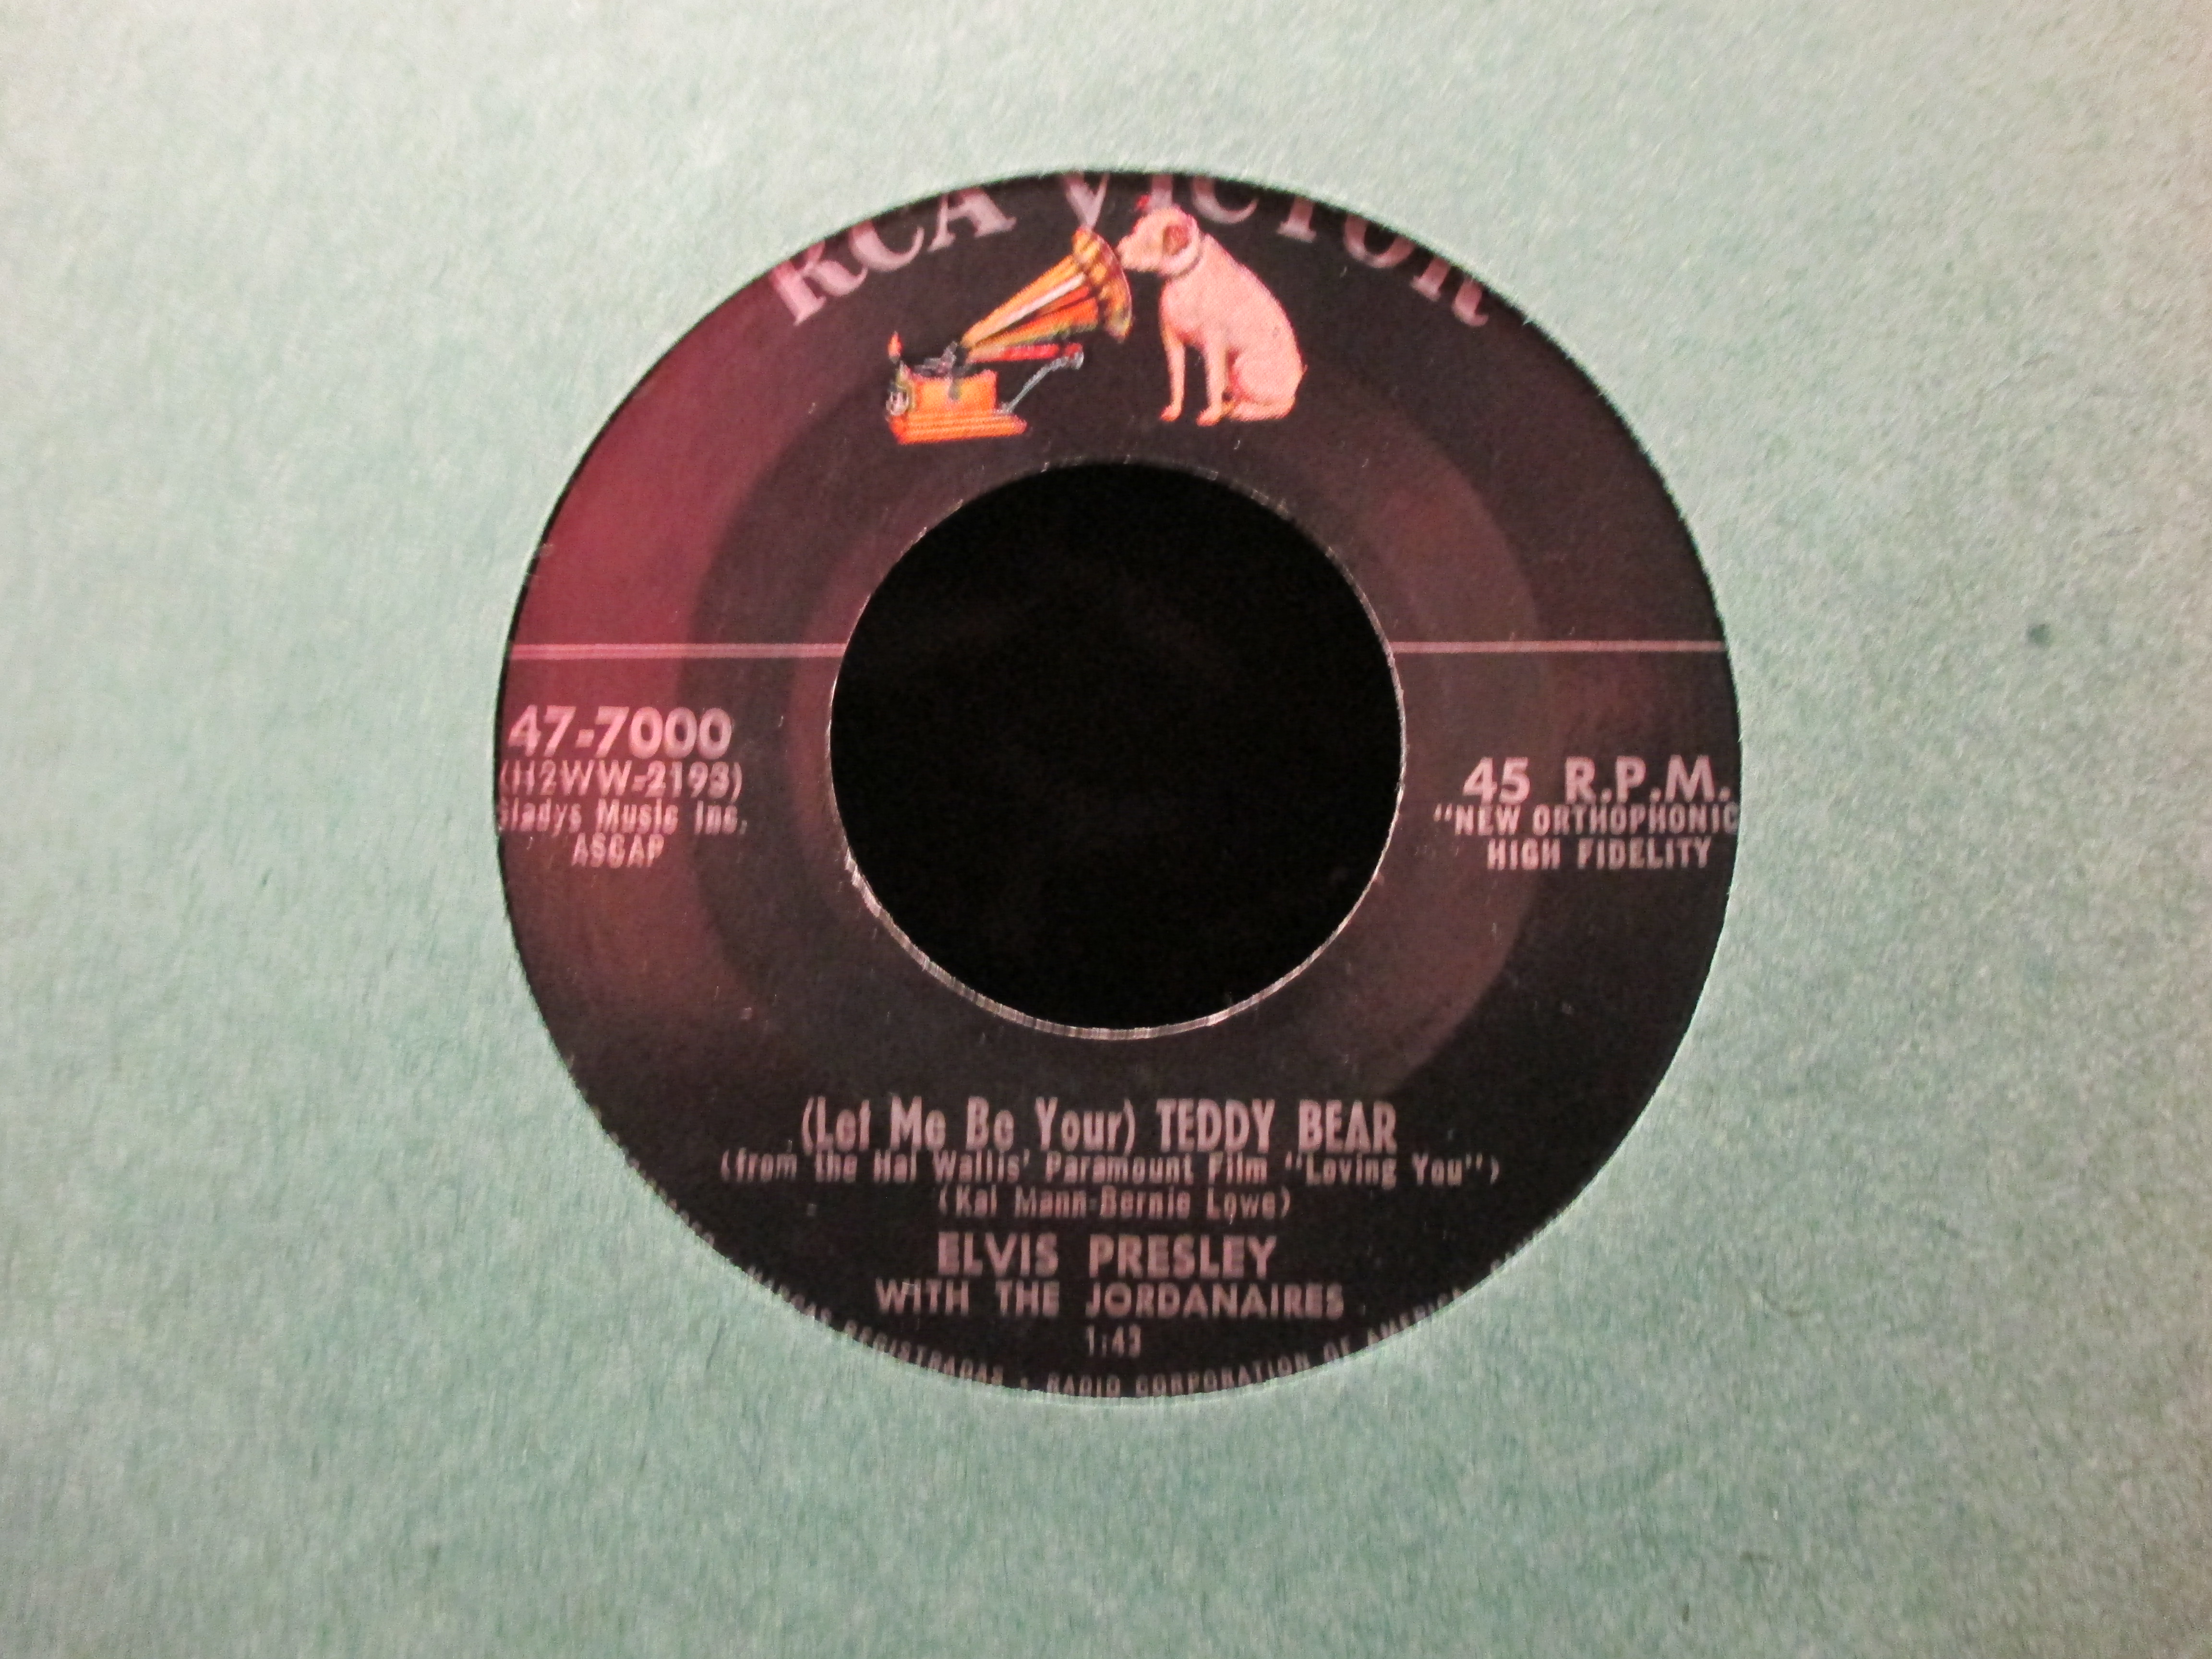 RCA VICTOR
47-7000
(H2WW-2193)
Gladys Music Inc.
ASCAP
45 R.P.M.
"NEW ORTHOPHONIC
HIGH FIDELITY
(Let Me Be Your) TEDDY BEAR
(from the Hal Wallis' Paramount Film "Loving You")
(Kal Mann-Bernie Lowe)
ELVIS PRESLEY
WITH THE JORDANAIRES
1:43
REGISTRADAS • RADIO CORPORATION OF AMERICA